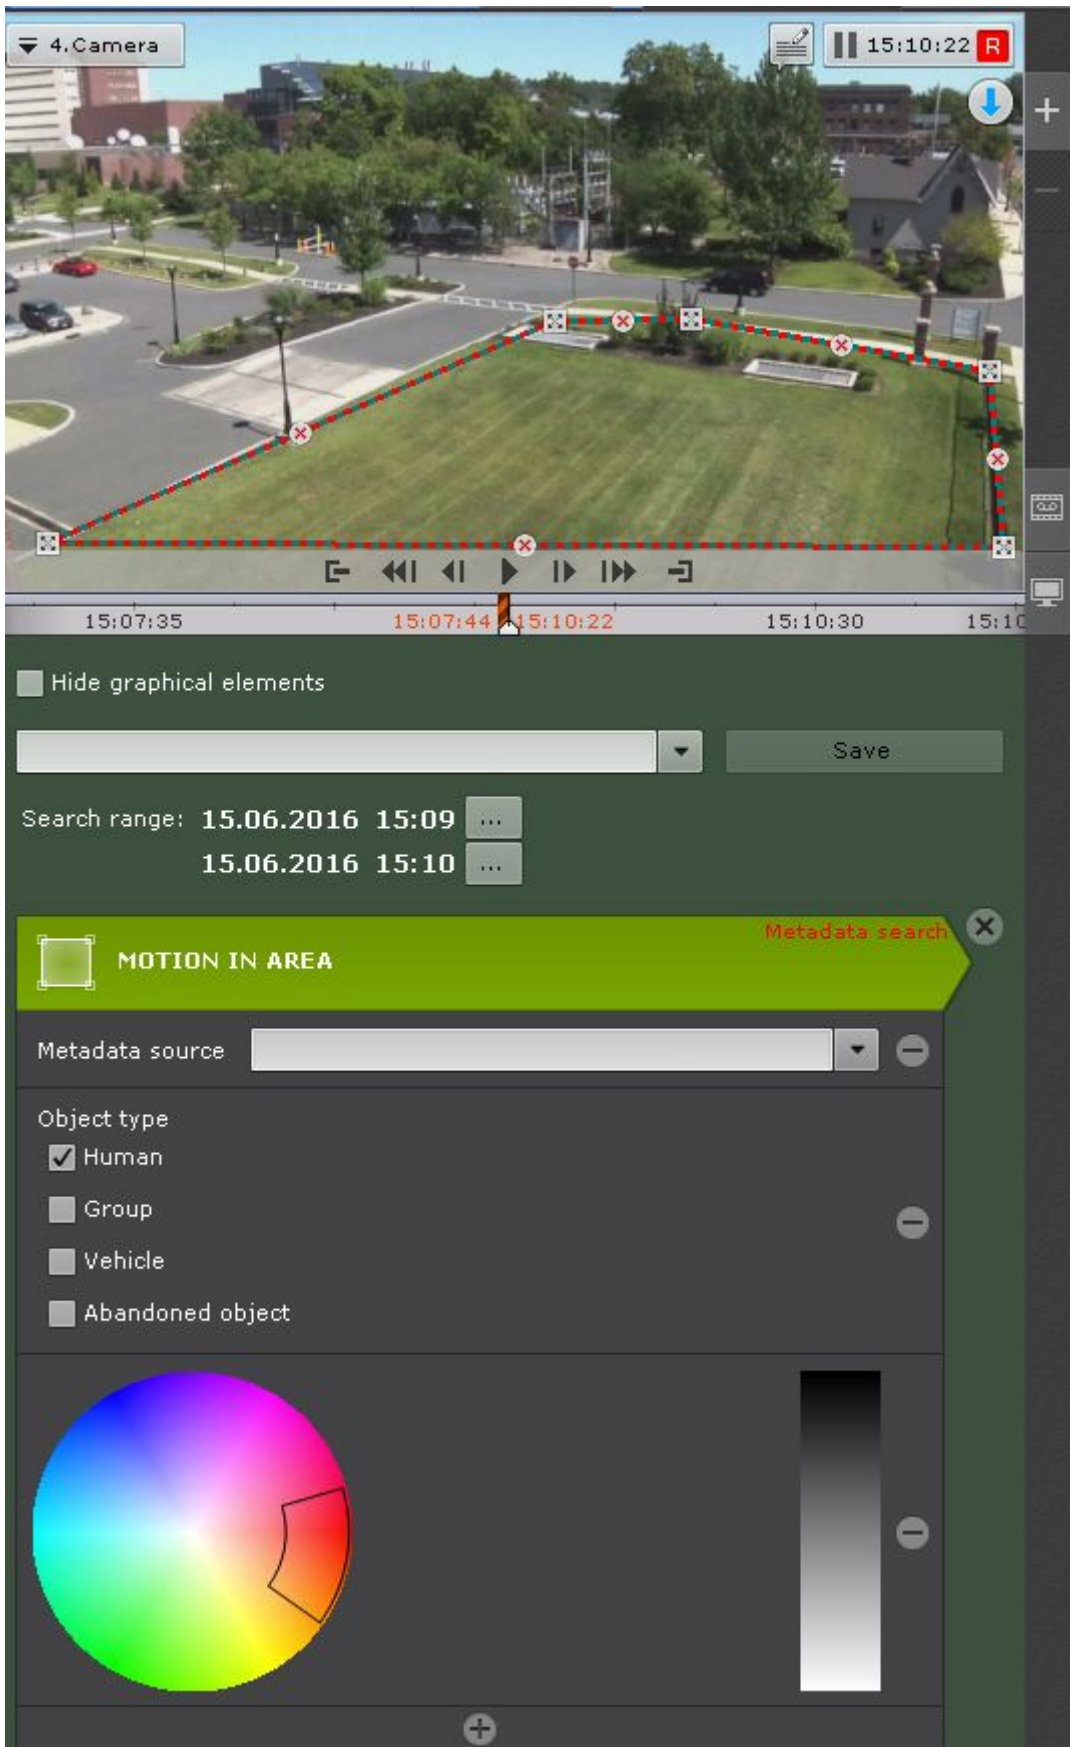 4.Camera
15:10:22 R
15:07:35 15:07:44 15:10:22 15:10:30 15:10
Hide graphical elements
Save
Search range: 15.06.2016 15:09 ...
15.06.2016 15:10 ...
Metadata search
MOTION IN AREA
Metadata source
Object type
Human
Group
Vehicle
Abandoned object